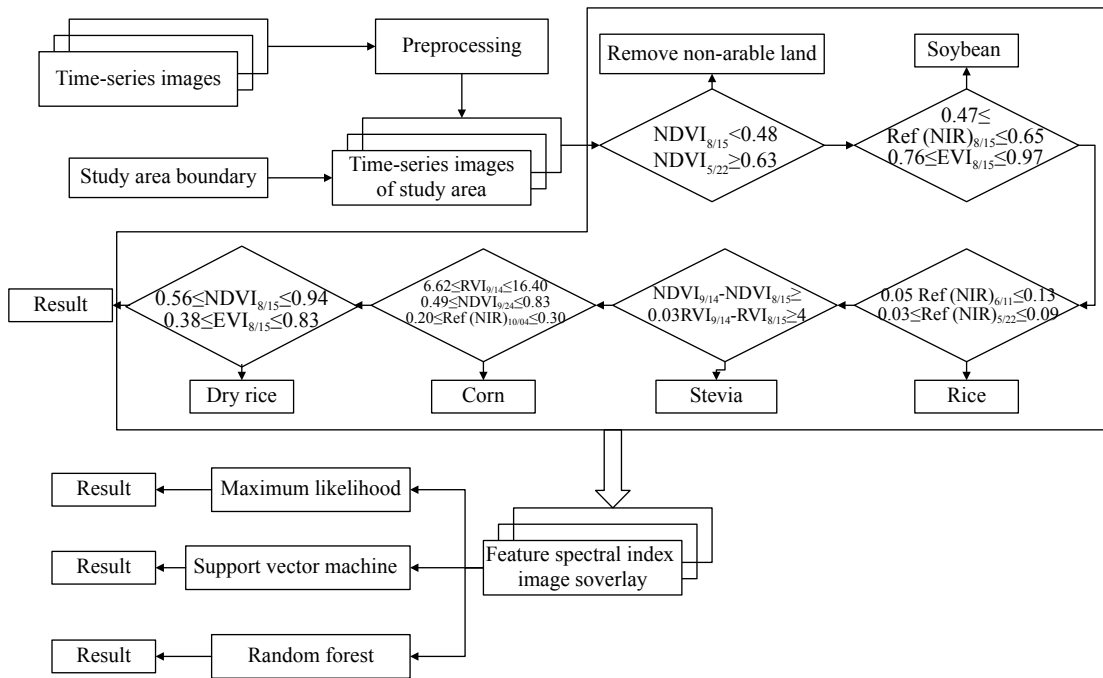 Time-series images
Preprocessing
Remove non-arable land
Soybean
Study area boundary
Time-series images
of study area
NDVI8/15<0.48
NDVI5/22≥0.63
0.47≤
Ref (NIR)8/15≤0.65
0.76≤EVI8/15≤0.97
Result
0.56≤NDVI8/15≤0.94
0.38≤EVI8/15≤0.83
6.62≤RVI9/14≤16.40
0.49≤NDVI9/24≤0.83
0.20≤Ref (NIR)10/04≤0.30
NDVI9/14-NDVI8/15≥
0.03RVI9/14-RVI8/15≥4
0.05 Ref (NIR)6/11≤0.13
0.03≤Ref (NIR)5/22≤0.09
Dry rice
Corn
Stevia
Rice
Result
Maximum likelihood
Result
Support vector machine
Feature spectral index
image soverlay
Result
Random forest